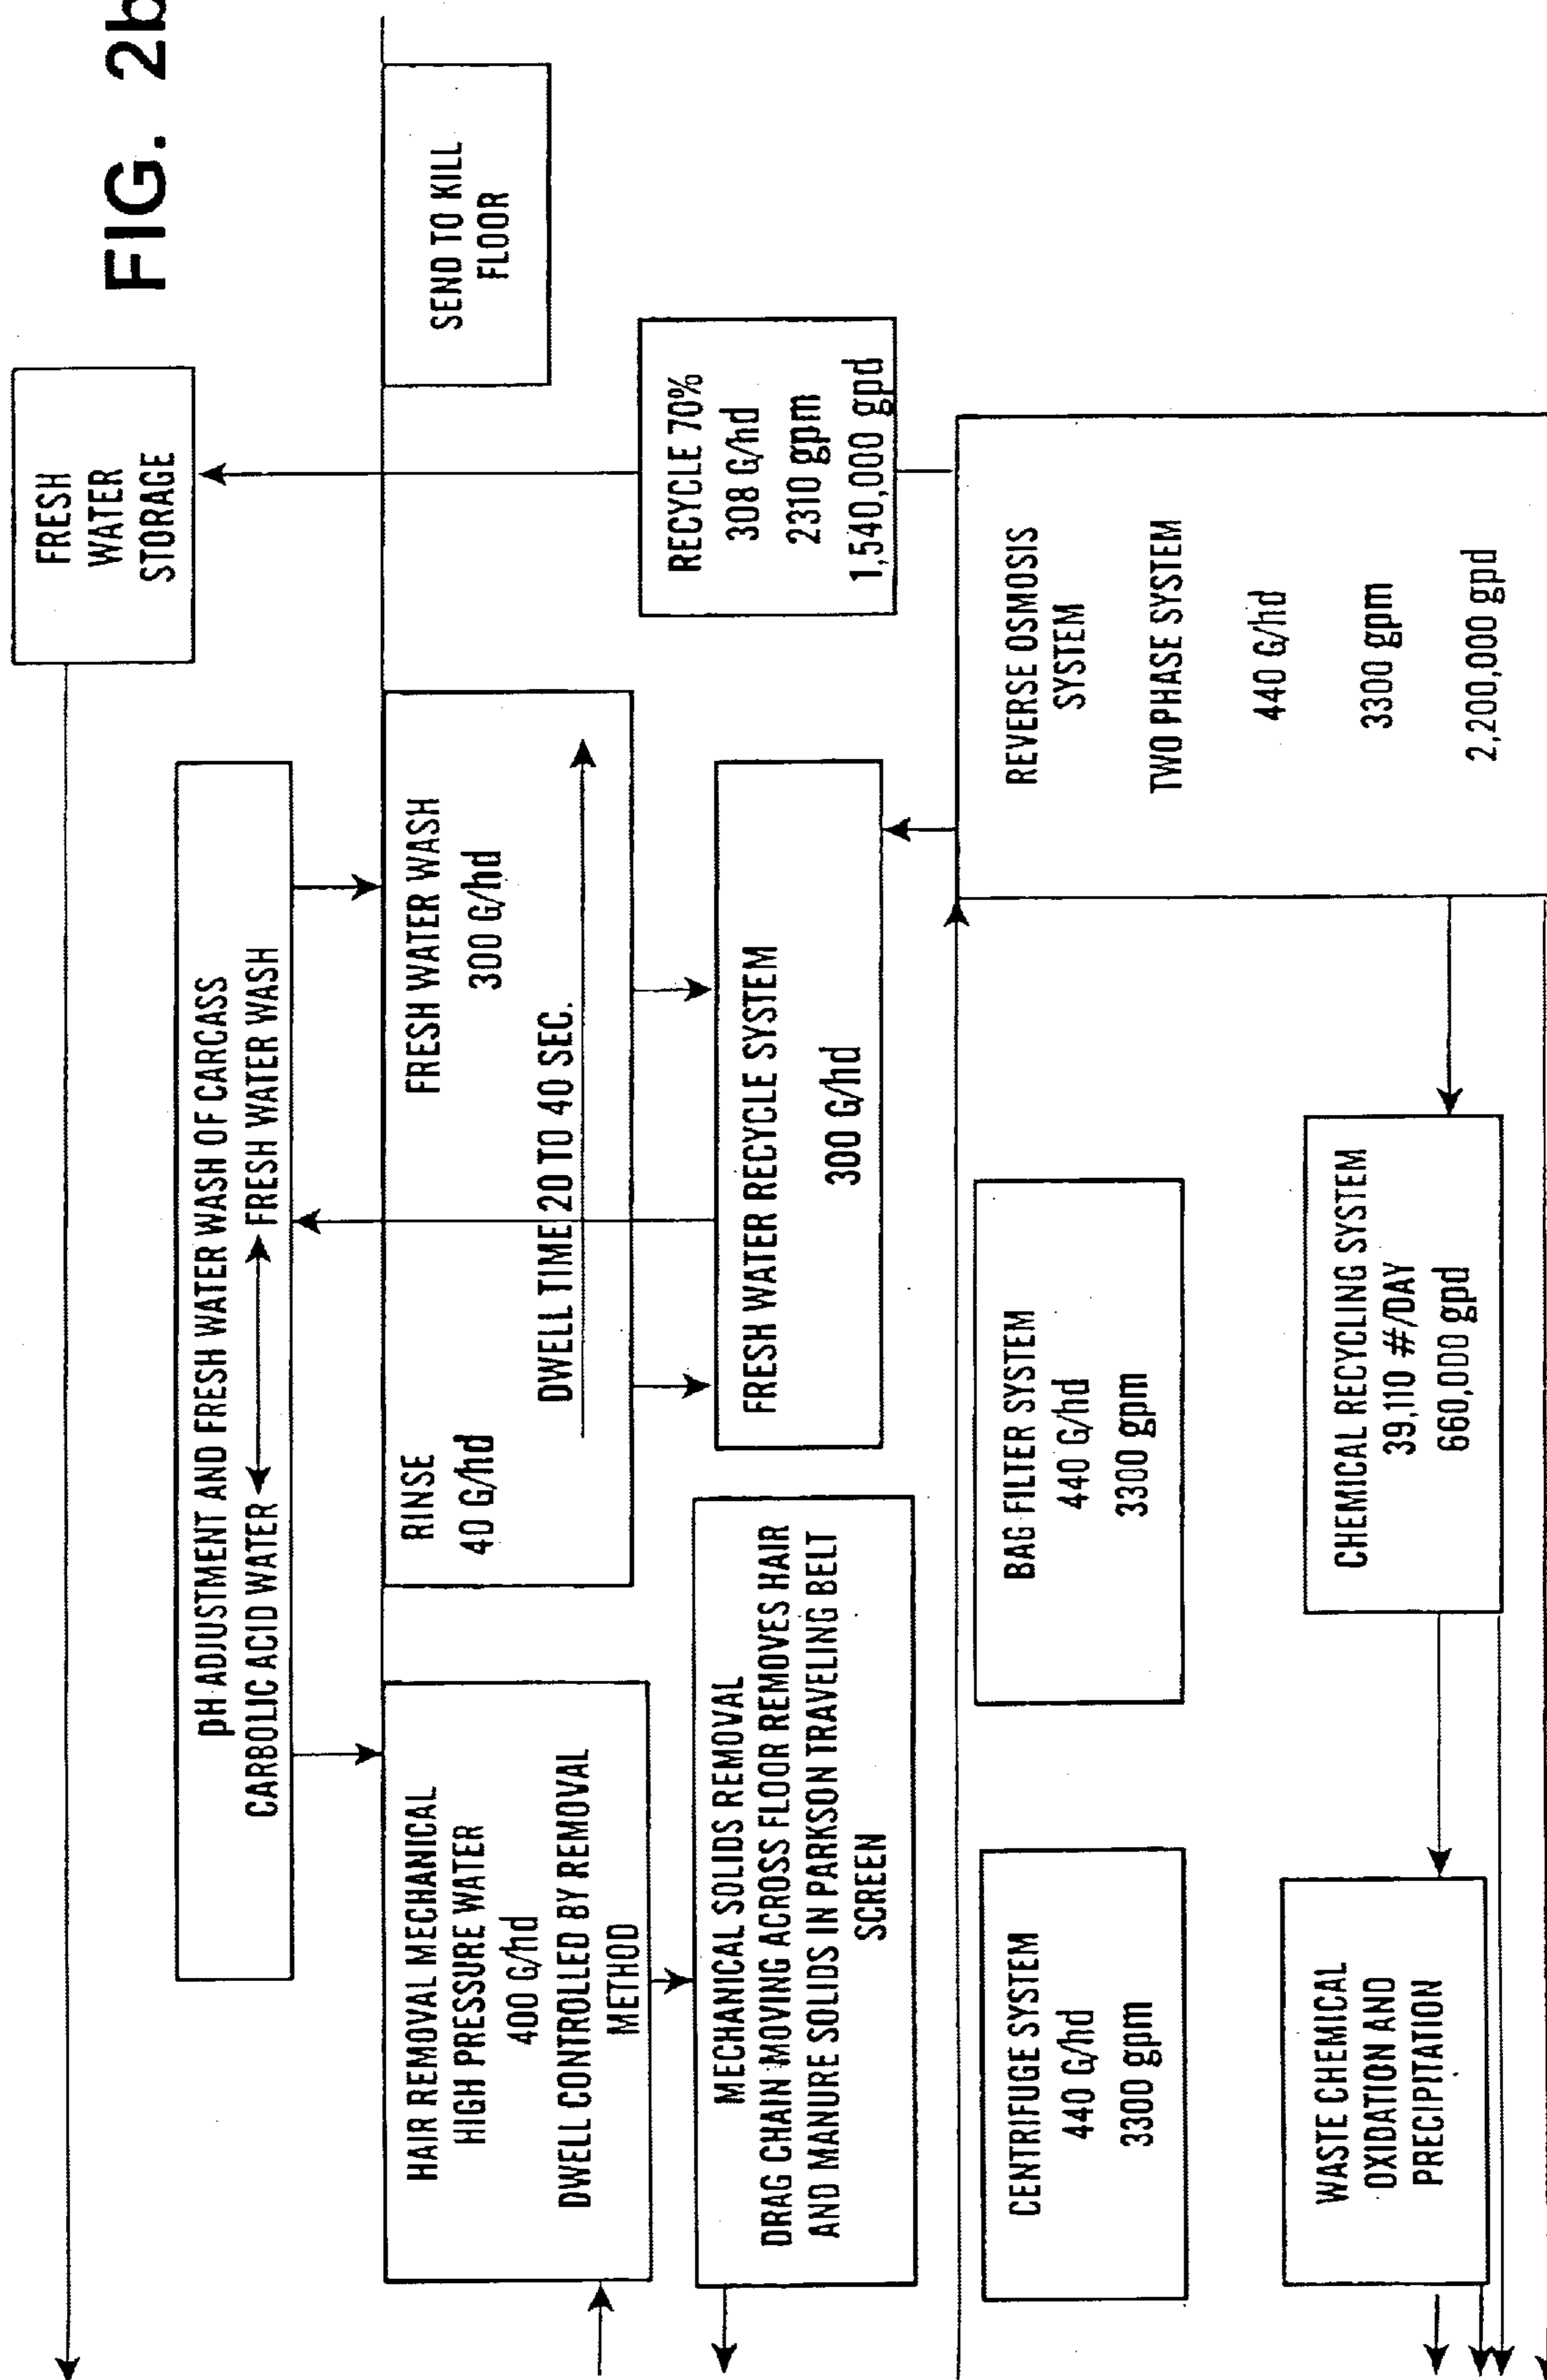 FIG. 2b
FRESH
WATER
STORAGE
pH ADJUSTMENT AND FRESH WATER WASH OF CARCASS
CARBOLIC ACID WATER FRESH WATER WASH
HAIR REMOVAL MECHANICAL
HIGH PRESSURE WATER
400 G/hd
DWELL CONTROLLED BY REMOVAL
METHOD
RINSE
40 G/hd
FRESH WATER WASH
300 G/hd
DWELL TIME 20 TO 40 SEC.
SEND TO KILL
FLOOR
MECHANICAL SOLIDS REMOVAL
DRAG CHAIN MOVING ACROSS FLOOR REMOVES HAIR
AND MANURE SOLIDS IN PARKSON TRAVELING BELT
SCREEN
FRESH WATER RECYCLE SYSTEM
300 G/hd
RECYCLE 70%
308 G/hd
2310 gpm
1,540,000 gpd
CENTRIFUGE SYSTEM
440 G/hd
3300 gpm
BAG FILTER SYSTEM
440 G/hd
3300 gpm
REVERSE OSMOSIS
SYSTEM
TWO PHASE SYSTEM
440 G/hd
3300 gpm
2,200,000 gpd
WASTE CHEMICAL
OXIDATION AND
PRECIPITATION
CHEMICAL RECYCLING SYSTEM
39,110 #/DAY
660,000 gpd